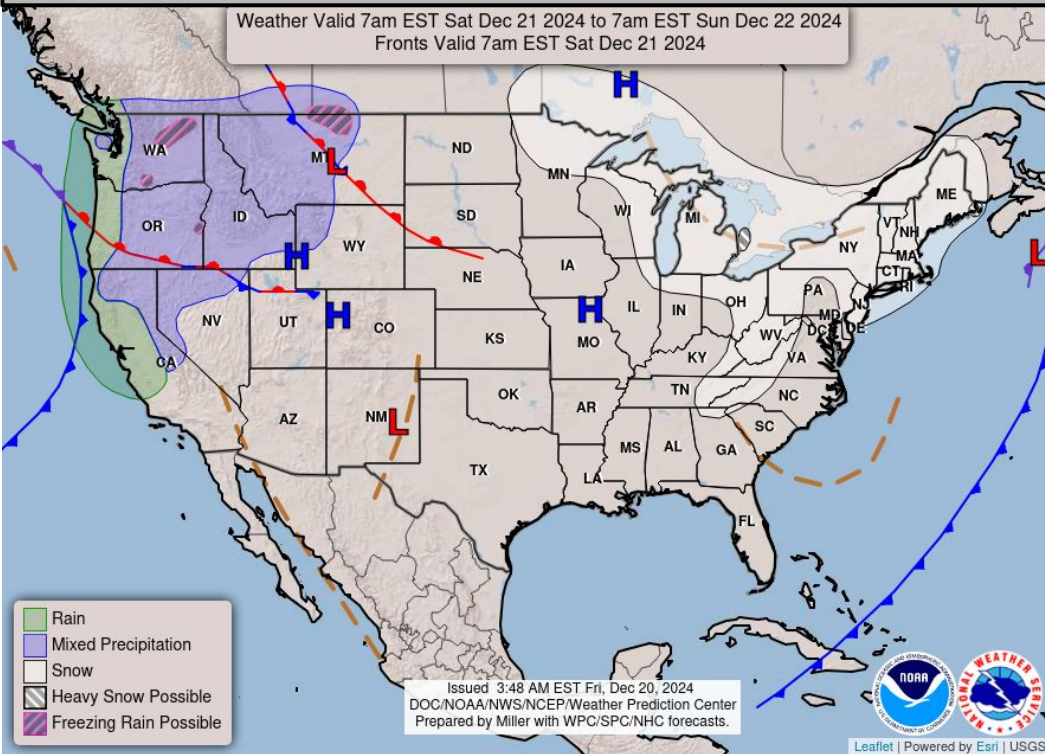 Weather Valid 7am EST Sat Dec 21 2024 to 7am EST Sun Dec 22 2024
Fronts Valid 7am EST Sat Dec 21 2024
H
WA
MT
L
ND
MN
ME
OR
ID
SD
WI
MI
VT
NH
NY
MA
CT
RI
H
WY
L
NE
IA
H
H
NV
UT
CO
IL
IN
OH
PA
NJ
MD
DE
DC
WV
VA
KS
MO
KY
CA
AZ
NM
L
OK
AR
TN
NC
SC
TX
MS
AL
GA
LA
FL
Rain
Mixed Precipitation
Snow
Heavy Snow Possible
Freezing Rain Possible
Issued 3:48 AM EST Fri, Dec 20, 2024
DOC/NOAA/NWS/NCEP/Weather Prediction Center
Prepared by Miller with WPC/SPC/NHC forecasts.
NOAA
NATIONAL WEATHER SERVICE
Leaflet | Powered by Esri | USGS